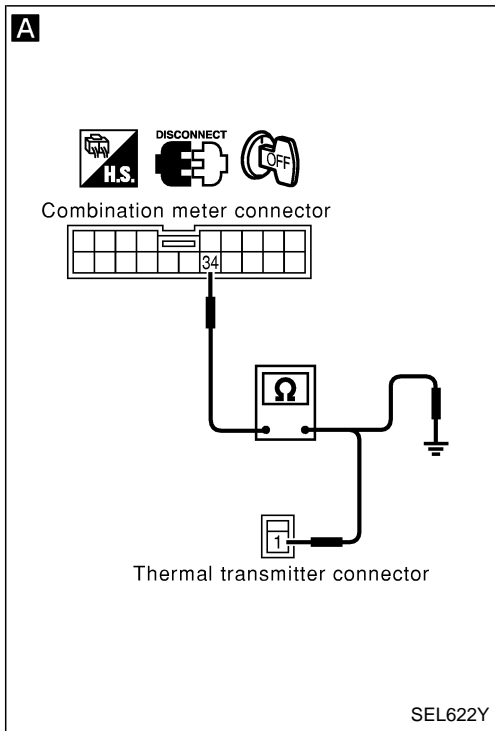 A
DISCONNECT
H.S.
OFF
Combination meter connector
34
Ω
1
Thermal transmitter connector
SEL622Y